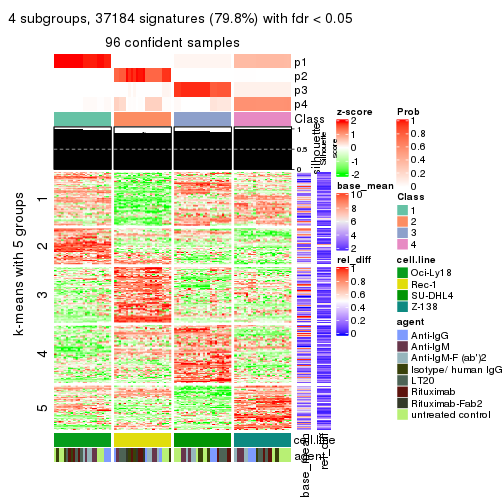 4 subgroups, 37184 signatures (79.8%) with fdr < 0.05
96 confident samples
p1
p2
p3
p4
Class
1
0.5
0
silhouette
Silhouette
score
k-means with 5 groups
1
2
3
4
5
cell.line
agent
base_mean
rel_diff
z-score
2
1
0
-1
-2
base_mean
10
8
6
4
2
rel_diff
1
0.8
0.6
0.4
0.2
0
Prob
1
0.8
0.6
0.4
0.2
0
Class
1
2
3
4
cell.line
Oci-Ly18
Rec-1
SU-DHL4
Z-138
agent
Anti-IgG
Anti-IgM
Anti-IgM-F (ab')2
Isotype/ human IgG
LT20
Rituximab
Rituximab-Fab2
untreated control